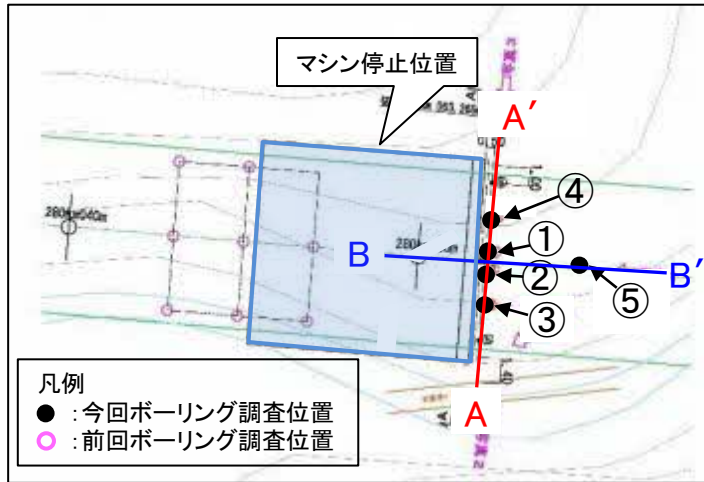 マシン停止位置
A′
④
①
B
B′
②
⑤
③
A
凡例
● :今回ボーリング調査位置
○ :前回ボーリング調査位置